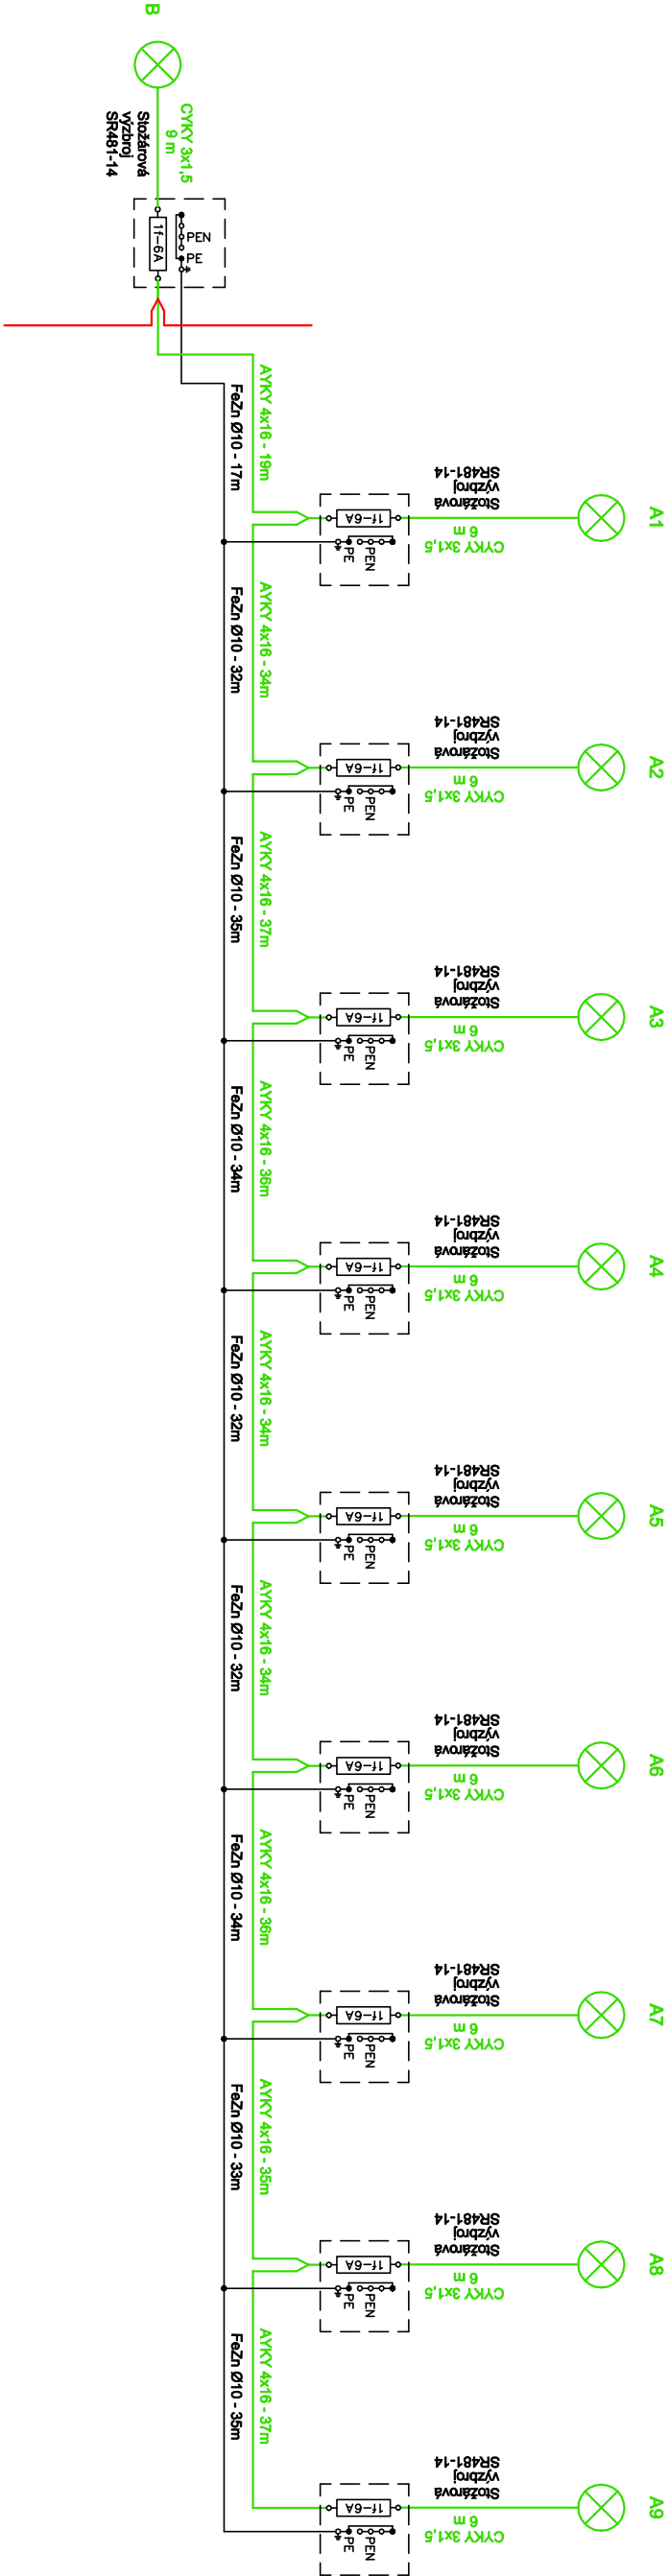 B
CYKY 3x1,5
9 m
Stožárová
výzbroj
SR481-14
PEN
PE
1f-6A
AYKY 4x16 - 19m
FeZn Ø10 - 17m
A1
CYKY 3x1,5
6 m
Stožárová
výzbroj
SR481-14
1f-6A
PEN
PE
AYKY 4x16 - 34m
FeZn Ø10 - 32m
A2
CYKY 3x1,5
6 m
Stožárová
výzbroj
SR481-14
1f-6A
PEN
PE
AYKY 4x16 - 37m
FeZn Ø10 - 35m
A3
CYKY 3x1,5
6 m
Stožárová
výzbroj
SR481-14
1f-6A
PEN
PE
AYKY 4x16 - 36m
FeZn Ø10 - 34m
A4
CYKY 3x1,5
6 m
Stožárová
výzbroj
SR481-14
1f-6A
PEN
PE
AYKY 4x16 - 34m
FeZn Ø10 - 32m
A5
CYKY 3x1,5
6 m
Stožárová
výzbroj
SR481-14
1f-6A
PEN
PE
AYKY 4x16 - 34m
FeZn Ø10 - 32m
A6
CYKY 3x1,5
6 m
Stožárová
výzbroj
SR481-14
1f-6A
PEN
PE
AYKY 4x16 - 36m
FeZn Ø10 - 34m
A7
CYKY 3x1,5
6 m
Stožárová
výzbroj
SR481-14
1f-6A
PEN
PE
AYKY 4x16 - 35m
FeZn Ø10 - 33m
A8
CYKY 3x1,5
6 m
Stožárová
výzbroj
SR481-14
1f-6A
PEN
PE
AYKY 4x16 - 37m
FeZn Ø10 - 35m
A9
CYKY 3x1,5
6 m
Stožárová
výzbroj
SR481-14
1f-6A
PEN
PE